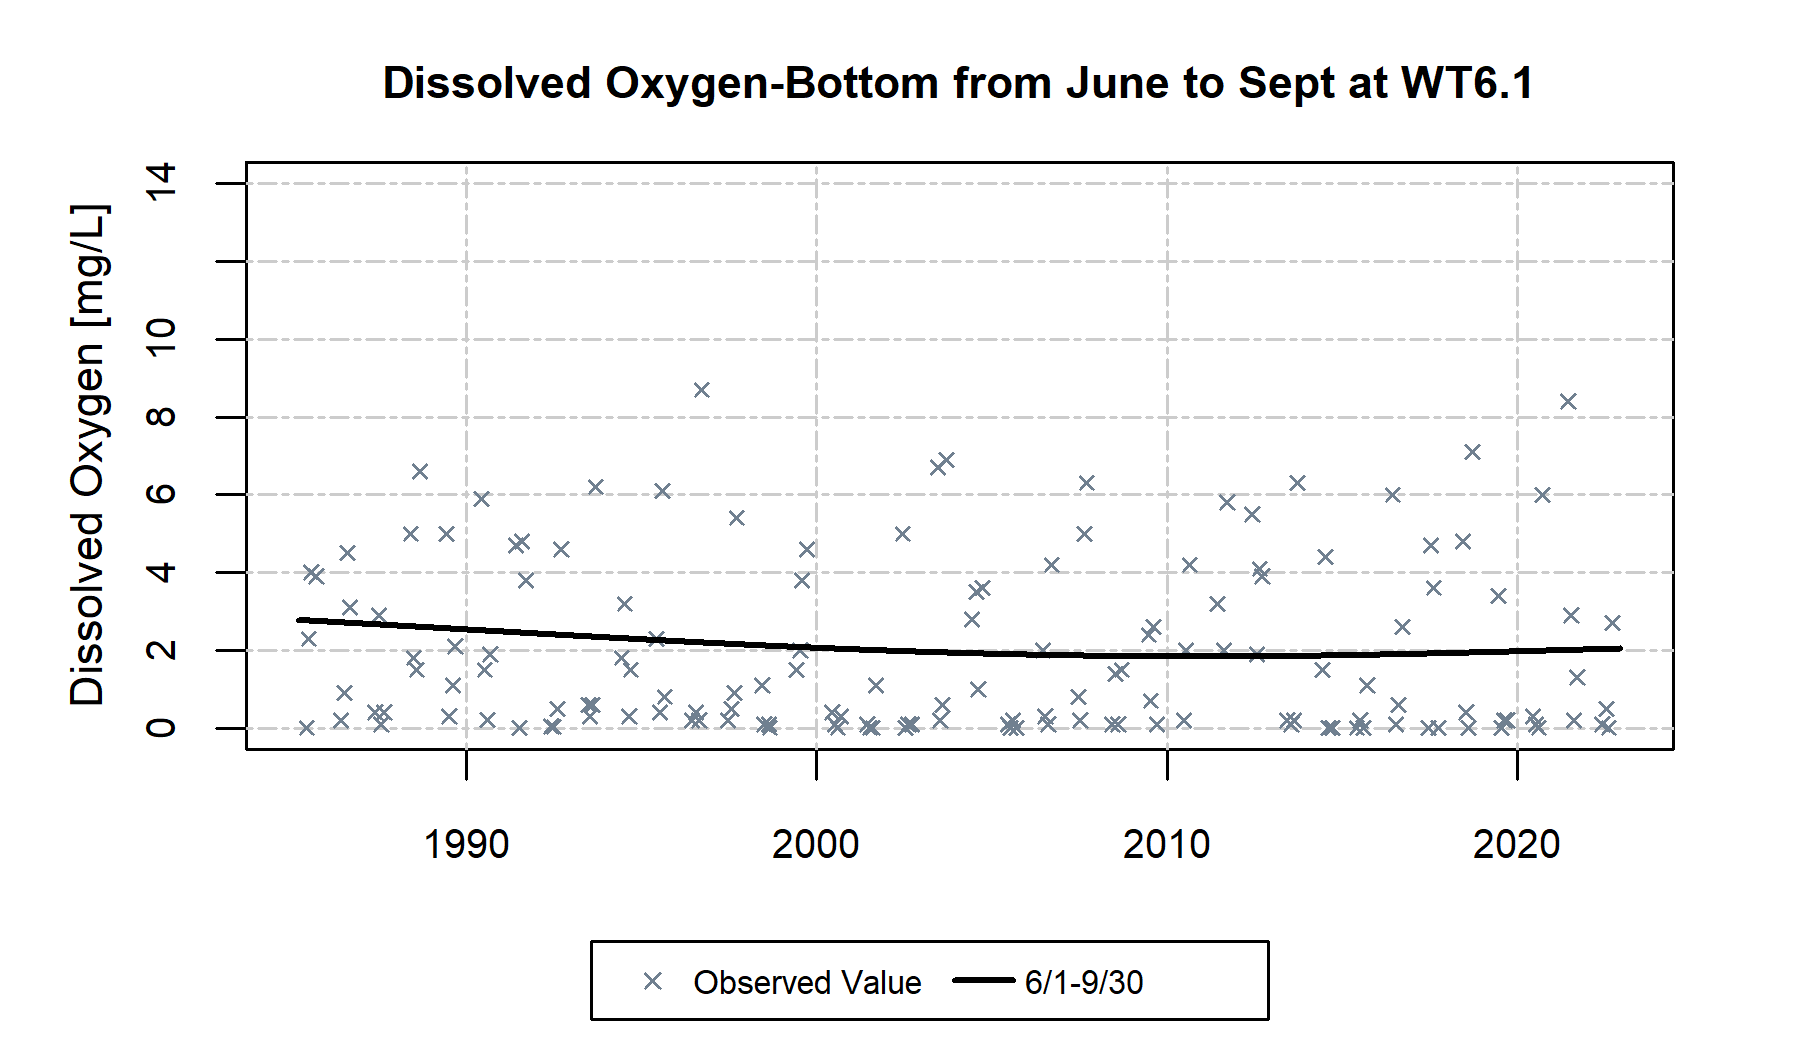 Dissolved Oxygen-Bottom from June to Sept at WT6.1
Dissolved Oxygen [mg/L]
14
10
8
6
4
2
0
1990 2000 2010 2020
Observed Value 6/1-9/30